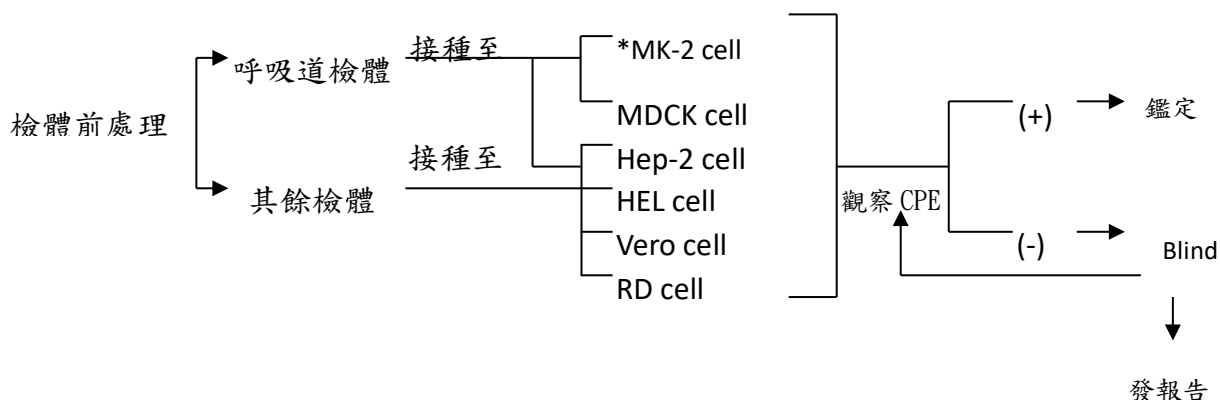 檢體前處理
呼吸道檢體
接種至
其餘檢體
接種至
*MK-2 cell
MDCK cell
Hep-2 cell
HEL cell
Vero cell
RD cell
觀察 CPE
(+)
鑑定
(-)
Blind
發報告